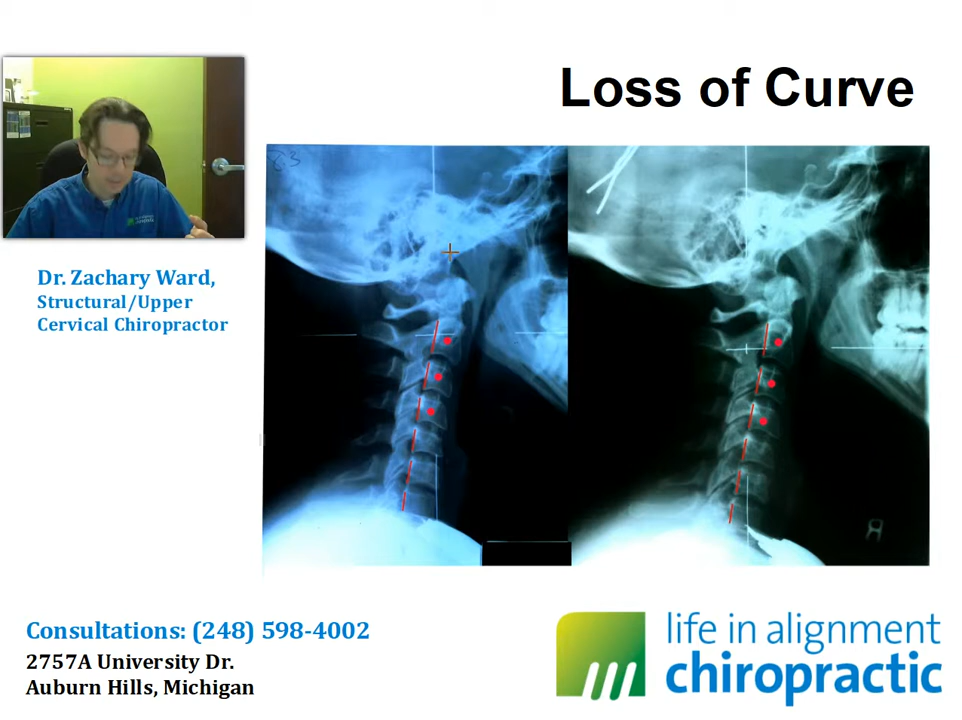 Loss of Curve
Dr. Zachary Ward,
Structural/Upper
Cervical Chiropractor
Consultations: (248) 598-4002
2757A University Dr.
Auburn Hills, Michigan
life in alignment
chiropractic